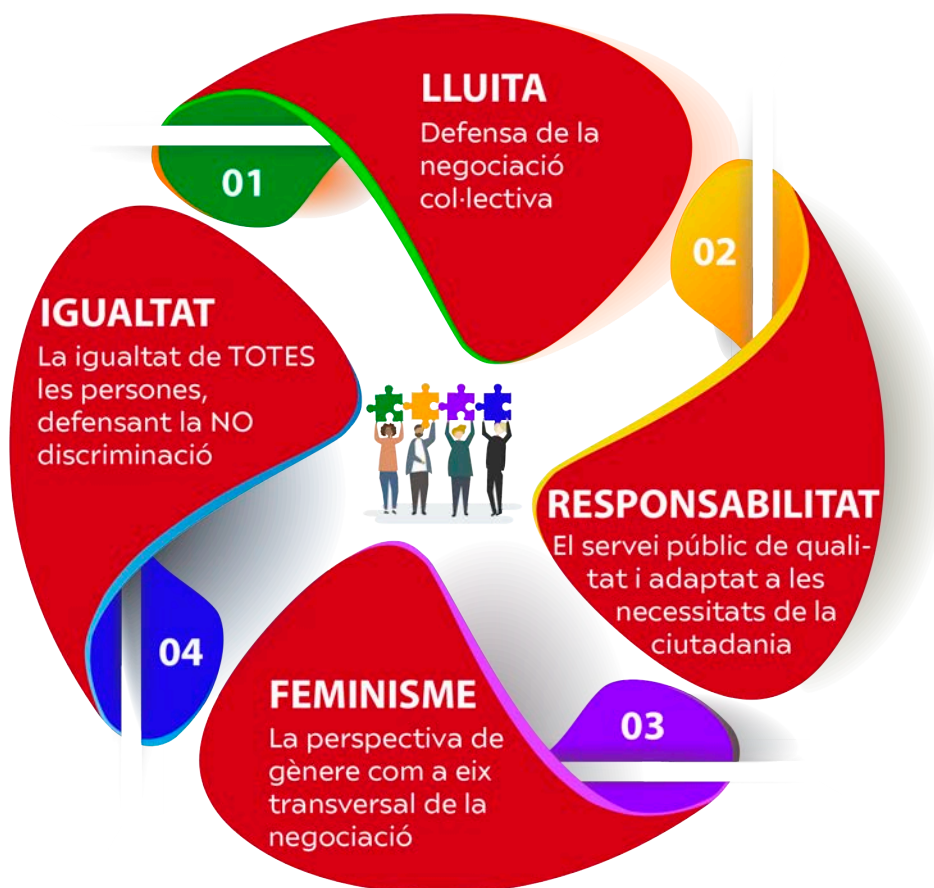 01
LLUITA
Defensa de la
negociació
col·lectiva
02
RESPONSABILITAT
El servei públic de quali-
tat i adaptat a les
necessitats de la
ciutadania
03
FEMINISME
La perspectiva de
gènere com a eix
transversal de la
negociació
04
IGUALTAT
La igualtat de TOTES
les persones,
defensant la NO
discriminació